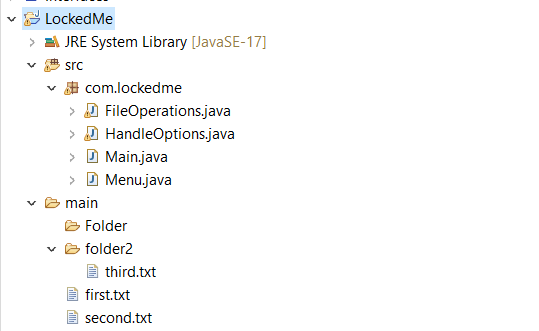 LockedMe
JRE System Library [JavaSE-17]
src
com.lockedme
FileOperations.java
HandleOptions.java
Main.java
Menu.java
main
Folder
folder2
third.txt
first.txt
second.txt